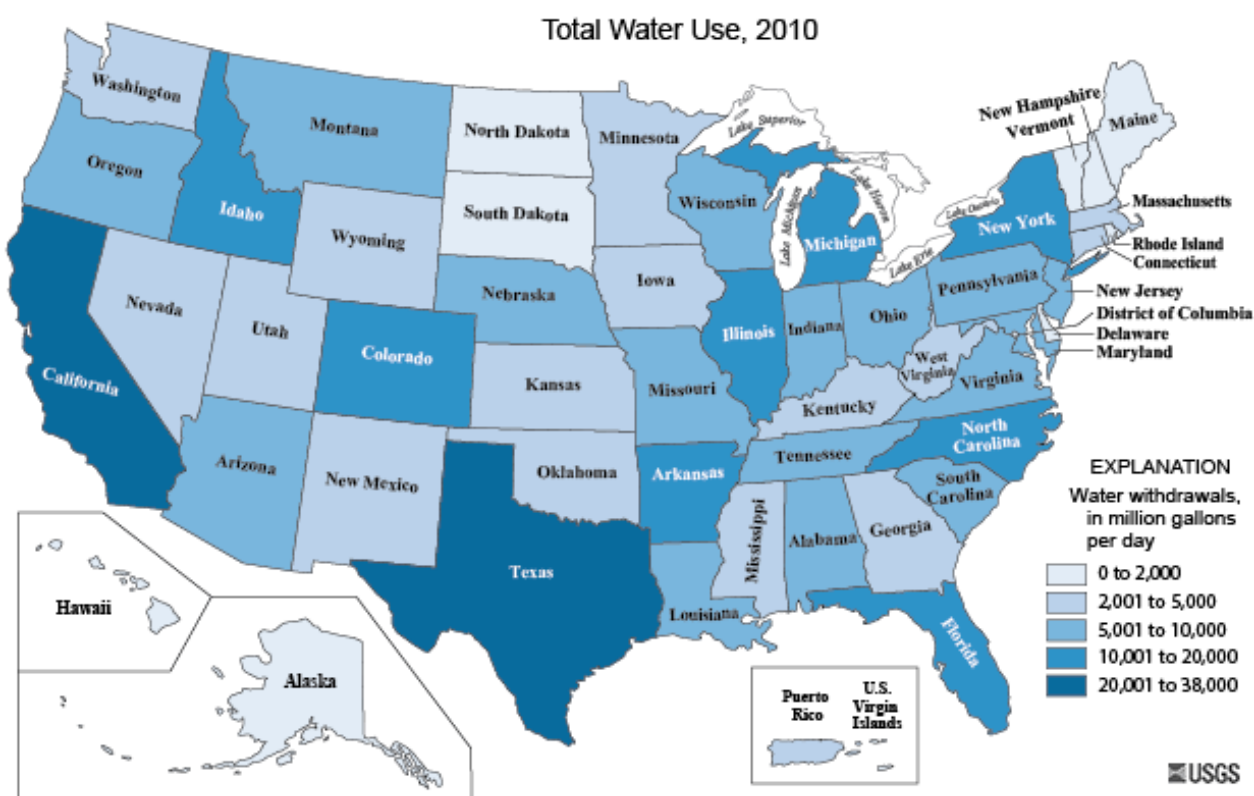 Total Water Use, 2010
Washington
Oregon
California
Nevada
Idaho
Montana
Wyoming
Utah
Arizona
Colorado
New Mexico
North Dakota
South Dakota
Nebraska
Kansas
Oklahoma
Texas
Minnesota
Iowa
Missouri
Arkansas
Louisiana
Wisconsin
Lake Superior
Lake Michigan
Lake Huron
Lake Erie
Lake Ontario
Michigan
Illinois
Indiana
Ohio
Kentucky
Tennessee
Mississippi
Alabama
Georgia
Florida
South
Carolina
North
Carolina
Virginia
West
Virginia
Pennsylvania
New York
New Hampshire
Vermont
Maine
Massachusetts
Rhode Island
Connecticut
New Jersey
District of Columbia
Delaware
Maryland
Hawaii
Alaska
Puerto
Rico
U.S.
Virgin
Islands
EXPLANATION
Water withdrawals,
in million gallons
per day
0 to 2,000
2,001 to 5,000
5,001 to 10,000
10,001 to 20,000
20,001 to 38,000
USGS